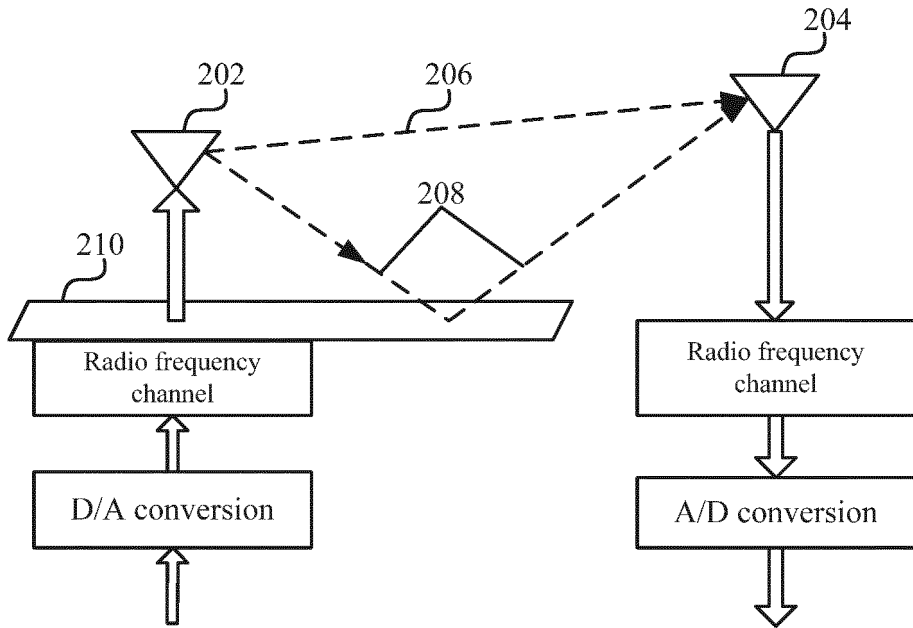 204
202
206
208
210
Radio frequency
channel
Radio frequency
channel
D/A conversion
A/D conversion